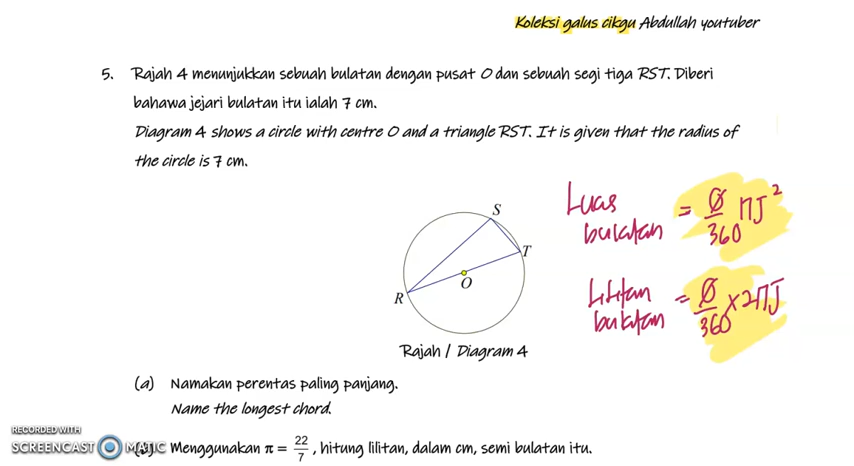 Koleksi galus cikgu Abdullah youtuber
5. Rajah 4 menunjukkan sebuah bulatan dengan pusat O dan sebuah segi tiga RST. Diberi
bahawa jejari bulatan itu ialah 7 cm.
Diagram 4 shows a circle with centre O and a triangle RST. It is given that the radius of
the circle is 7 cm.
S
T
O
R
Rajah / Diagram 4
Luas bulatan = θ/360 πj²
Lilitan bulatan = θ/360 × 2πj
(a) Namakan perentas paling panjang.
Name the longest chord.
(b) Menggunakan π = 22/7, hitung lilitan, dalam cm, semi bulatan itu.
RECORDED WITH
SCREENCAST MATIC